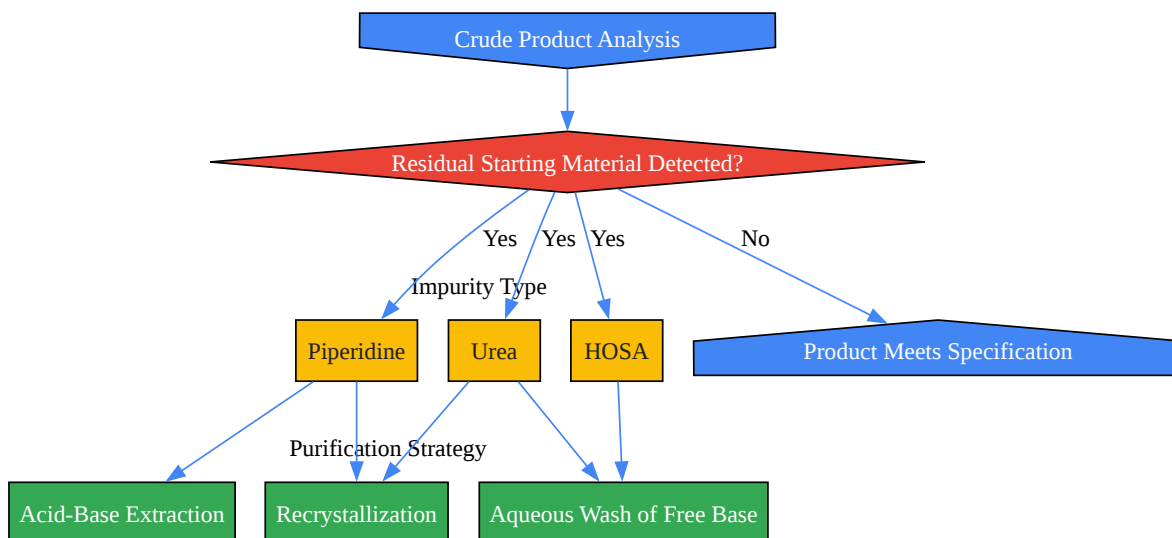 Crude Product Analysis
Residual Starting Material Detected?
Yes
Yes
Yes
No
Impurity Type
Piperidine
Urea
HOSA
Product Meets Specification
Purification Strategy
Acid-Base Extraction
Recrystallization
Aqueous Wash of Free Base